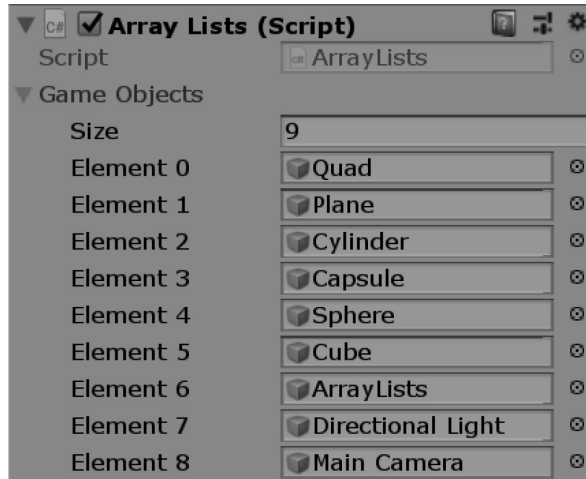 Array Lists (Script)
Script ArrayLists
Game Objects
Size 9
Element 0 Quad
Element 1 Plane
Element 2 Cylinder
Element 3 Capsule
Element 4 Sphere
Element 5 Cube
Element 6 ArrayLists
Element 7 Directional Light
Element 8 Main Camera